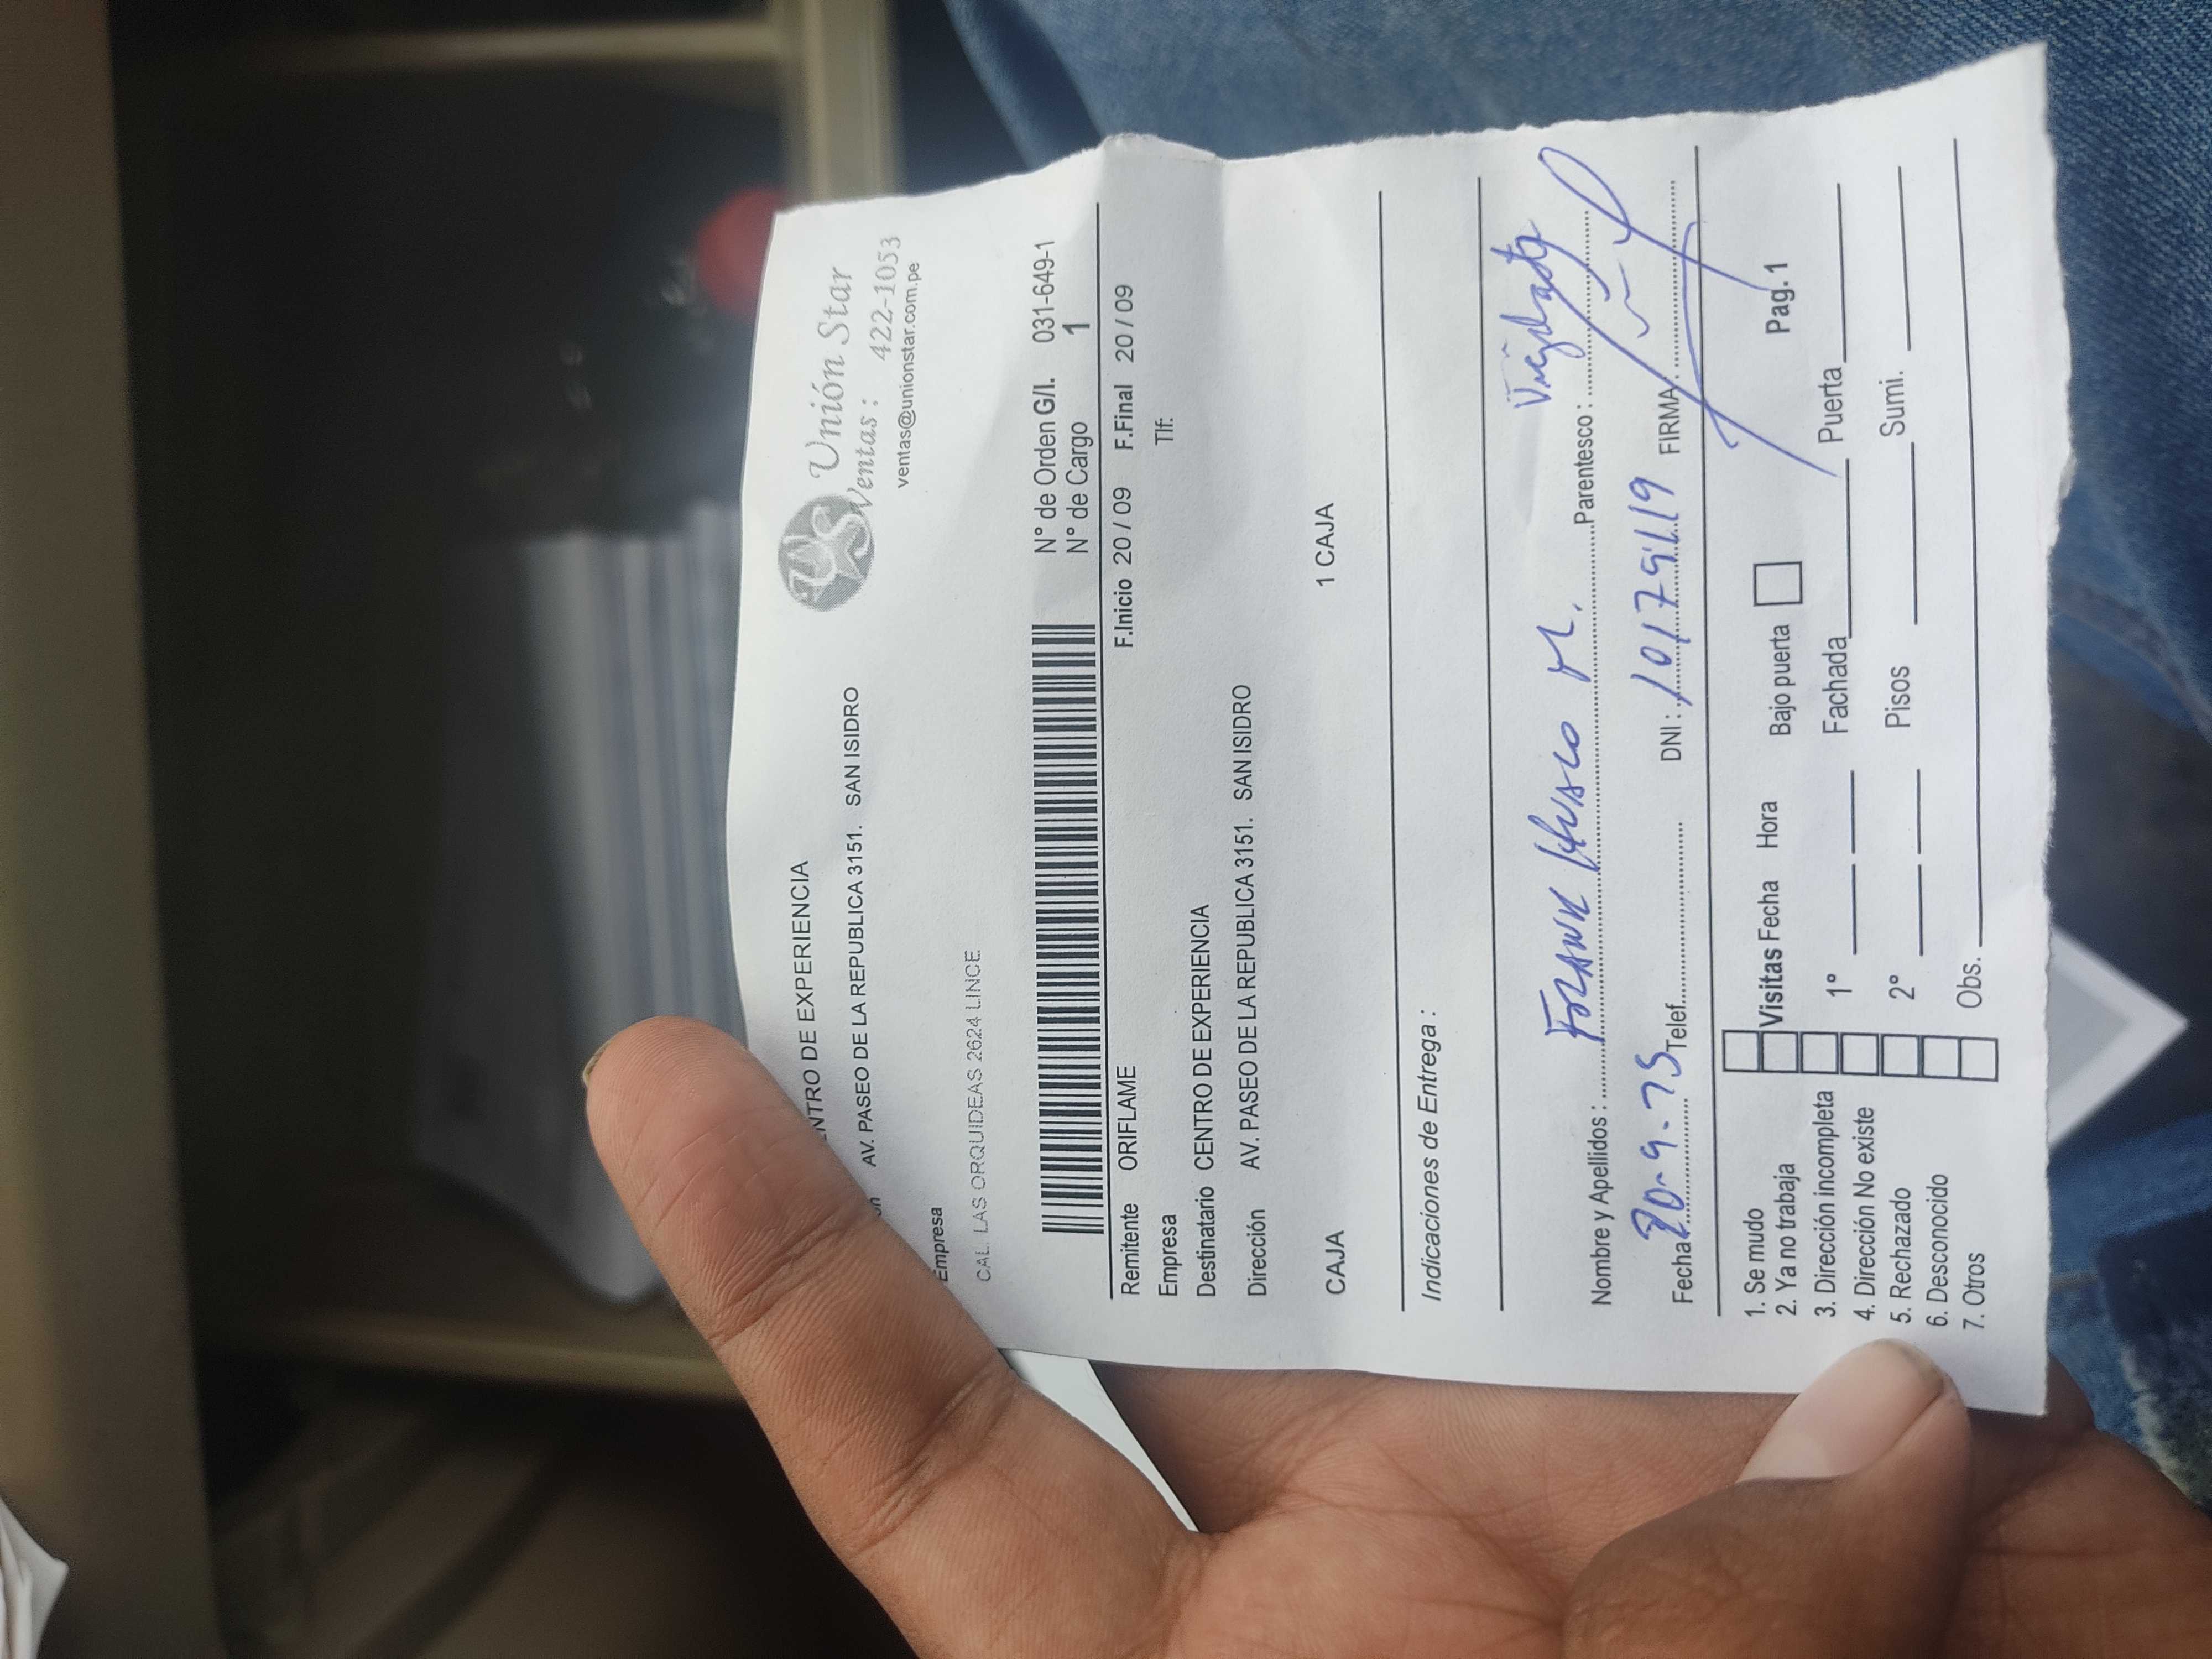 Unión Star
Ventas: 422-1053
ventas@unionstar.com.pe
NTRO DE EXPERIENCIA
AV. PASEO DE LA REPUBLICA 3151. SAN ISIDRO
Empresa
CAL. LAS ORQUIDEAS 2624 LINCE
N° de Orden G/I. 031-649-1
N° de Cargo 1
Remitente ORIFLAME F.Inicio 20 / 09 F.Final 20 / 09
Empresa Tlf:
Destinatario CENTRO DE EXPERIENCIA
Dirección AV. PASEO DE LA REPUBLICA 3151. SAN ISIDRO
CAJA 1 CAJA
Indicaciones de Entrega :
Nombre y Apellidos : Parentesco :
Fecha Telef. DNI: FIRMA:
1. Se mudo
2. Ya no trabaja
3. Dirección incompleta
4. Dirección No existe
5. Rechazado
6. Desconocido
7. Otros
Visitas Fecha Hora Bajo puerta Pag. 1
1° Fachada Puerta
2° Pisos Sumi.
Obs.